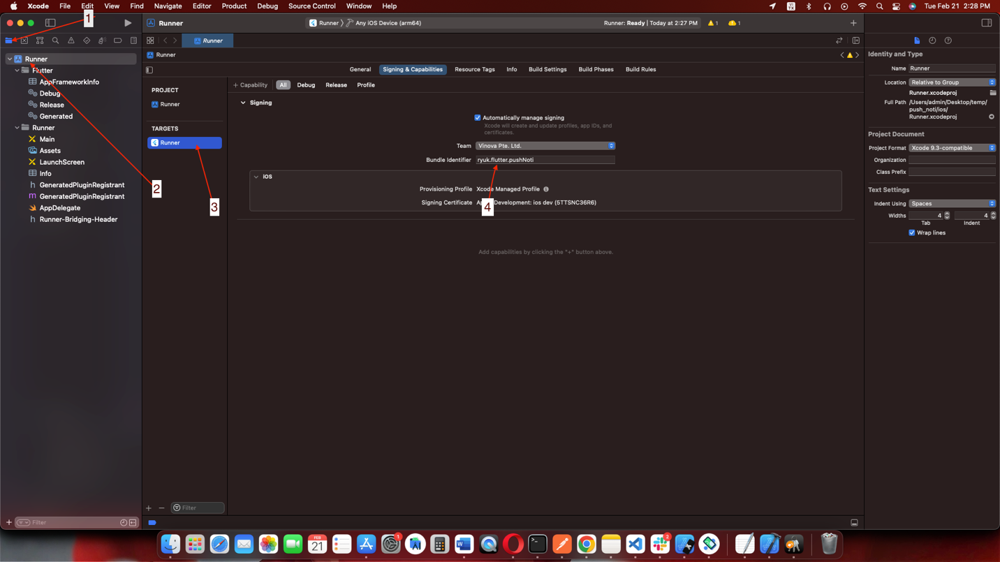 Xcode File Edit View Find Navigate Editor Product Debug Source Control Window Help
VI
TX
Tue Feb 21 2:28 PM
1
Runner
Runner 〉 Any iOS Device (arm64)
Runner: Ready | Today at 2:27 PM
1
1
Runner
Runner
General Signing & Capabilities Resource Tags Info Build Settings Build Phases Build Rules
+ Capability All Debug Release Profile
Runner
Flutter
AppFrameworkInfo
Debug
Release
Generated
Runner
Main
Assets
LaunchScreen
Info
h GeneratedPluginRegistrant
m GeneratedPluginRegistrant
AppDelegate
h Runner-Bridging-Header
2
3
4
PROJECT
Runner
TARGETS
Runner
Signing
Automatically manage signing
Xcode will create and update profiles, app IDs, and
certificates.
Team Vinova Pte. Ltd.
Bundle Identifier ryuk.flutter.pushNoti
iOS
Provisioning Profile Xcode Managed Profile
Signing Certificate Development: ios dev (5TTSNC36R6)
Add capabilities by clicking the "+" button above.
Identity and Type
Name Runner
Location Relative to Group
Runner.xcodeproj
Full Path /Users/admin/Desktop/temp/
push_noti/ios/
Runner.xcodeproj
Project Document
Project Format Xcode 9.3-compatible
Organization
Class Prefix
Text Settings
Indent Using Spaces
Widths 4 4
Tab Indent
Wrap lines
+ − Filter
+ Filter
FEB
21
1
2